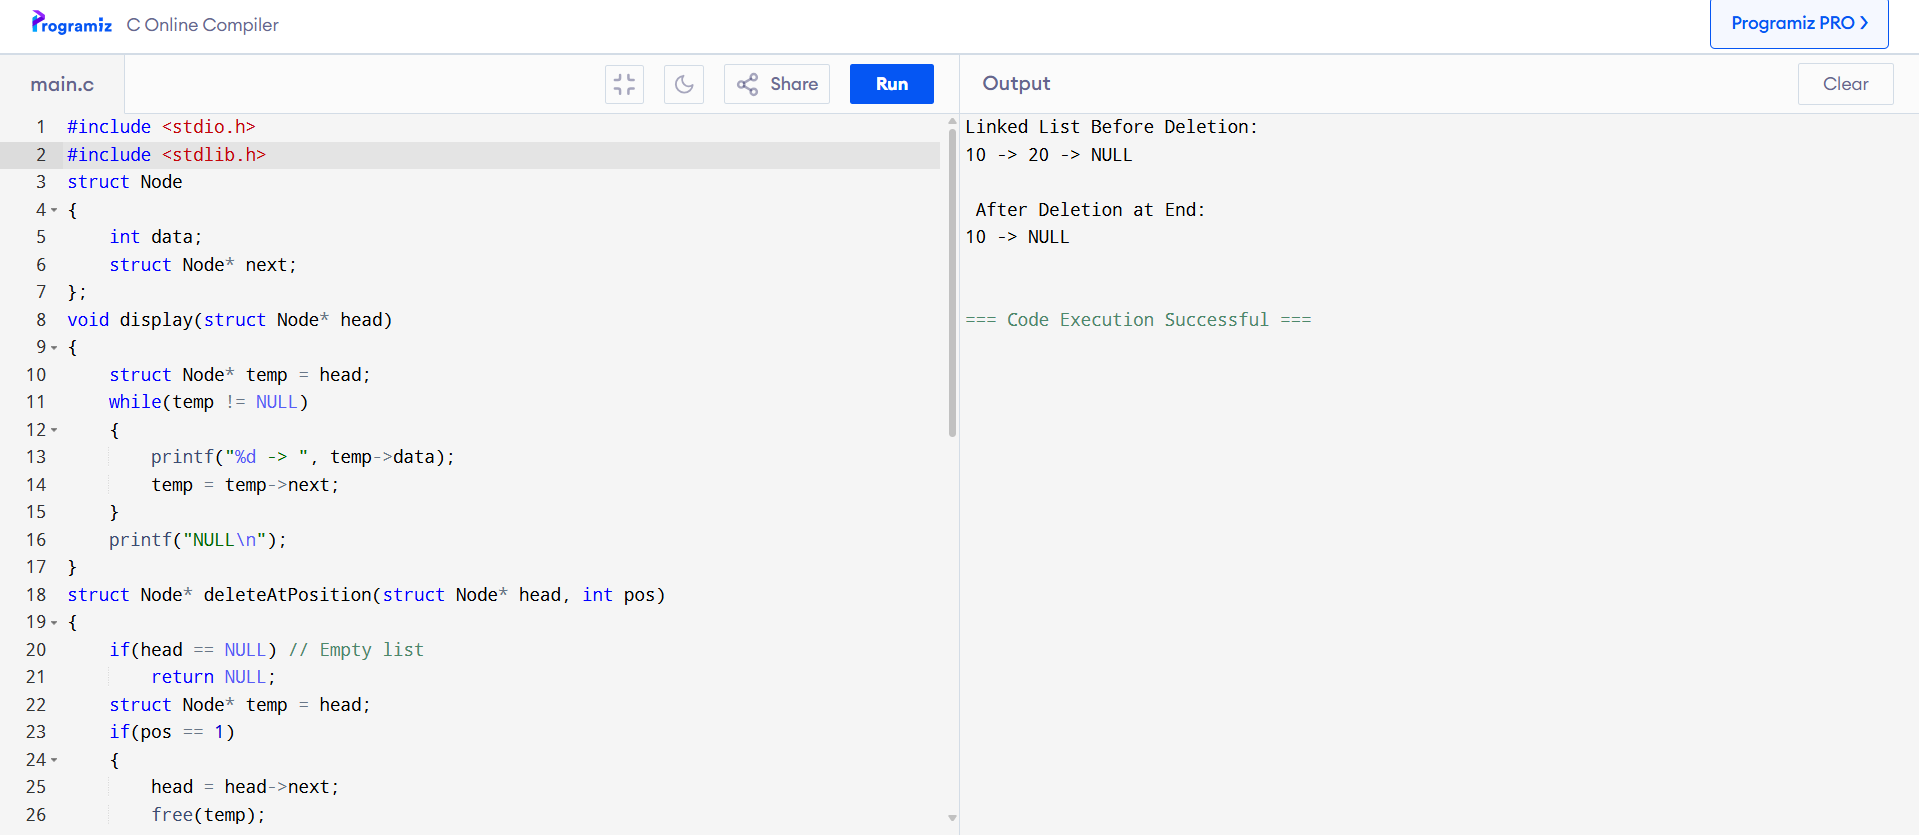 Programiz C Online Compiler
Programiz PRO >
main.c
Share
Run
Output
Clear
1 #include <stdio.h>
2 #include <stdlib.h>
3 struct Node
4 {
5 int data;
6 struct Node* next;
7 };
8 void display(struct Node* head)
9 {
10 struct Node* temp = head;
11 while(temp != NULL)
12 {
13 printf("%d -> ", temp->data);
14 temp = temp->next;
15 }
16 printf("NULL\n");
17 }
18 struct Node* deleteAtPosition(struct Node* head, int pos)
19 {
20 if(head == NULL) // Empty list
21 return NULL;
22 struct Node* temp = head;
23 if(pos == 1)
24 {
25 head = head->next;
26 free(temp);
Linked List Before Deletion:
10 -> 20 -> NULL
After Deletion at End:
10 -> NULL
=== Code Execution Successful ===